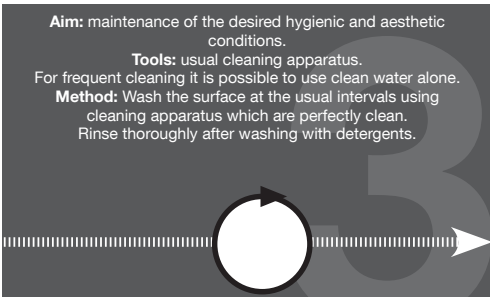 Aim: maintenance of the desired hygienic and aesthetic
conditions.
Tools: usual cleaning apparatus.
For frequent cleaning it is possible to use clean water alone.
Method: Wash the surface at the usual intervals using
cleaning apparatus which are perfectly clean.
Rinse thoroughly after washing with detergents.
3